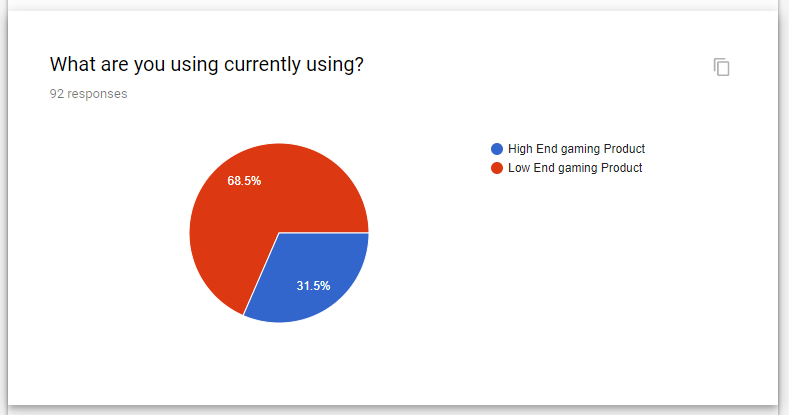 What are you using currently using?
92 responses
High End gaming Product
Low End gaming Product
68.5%
31.5%